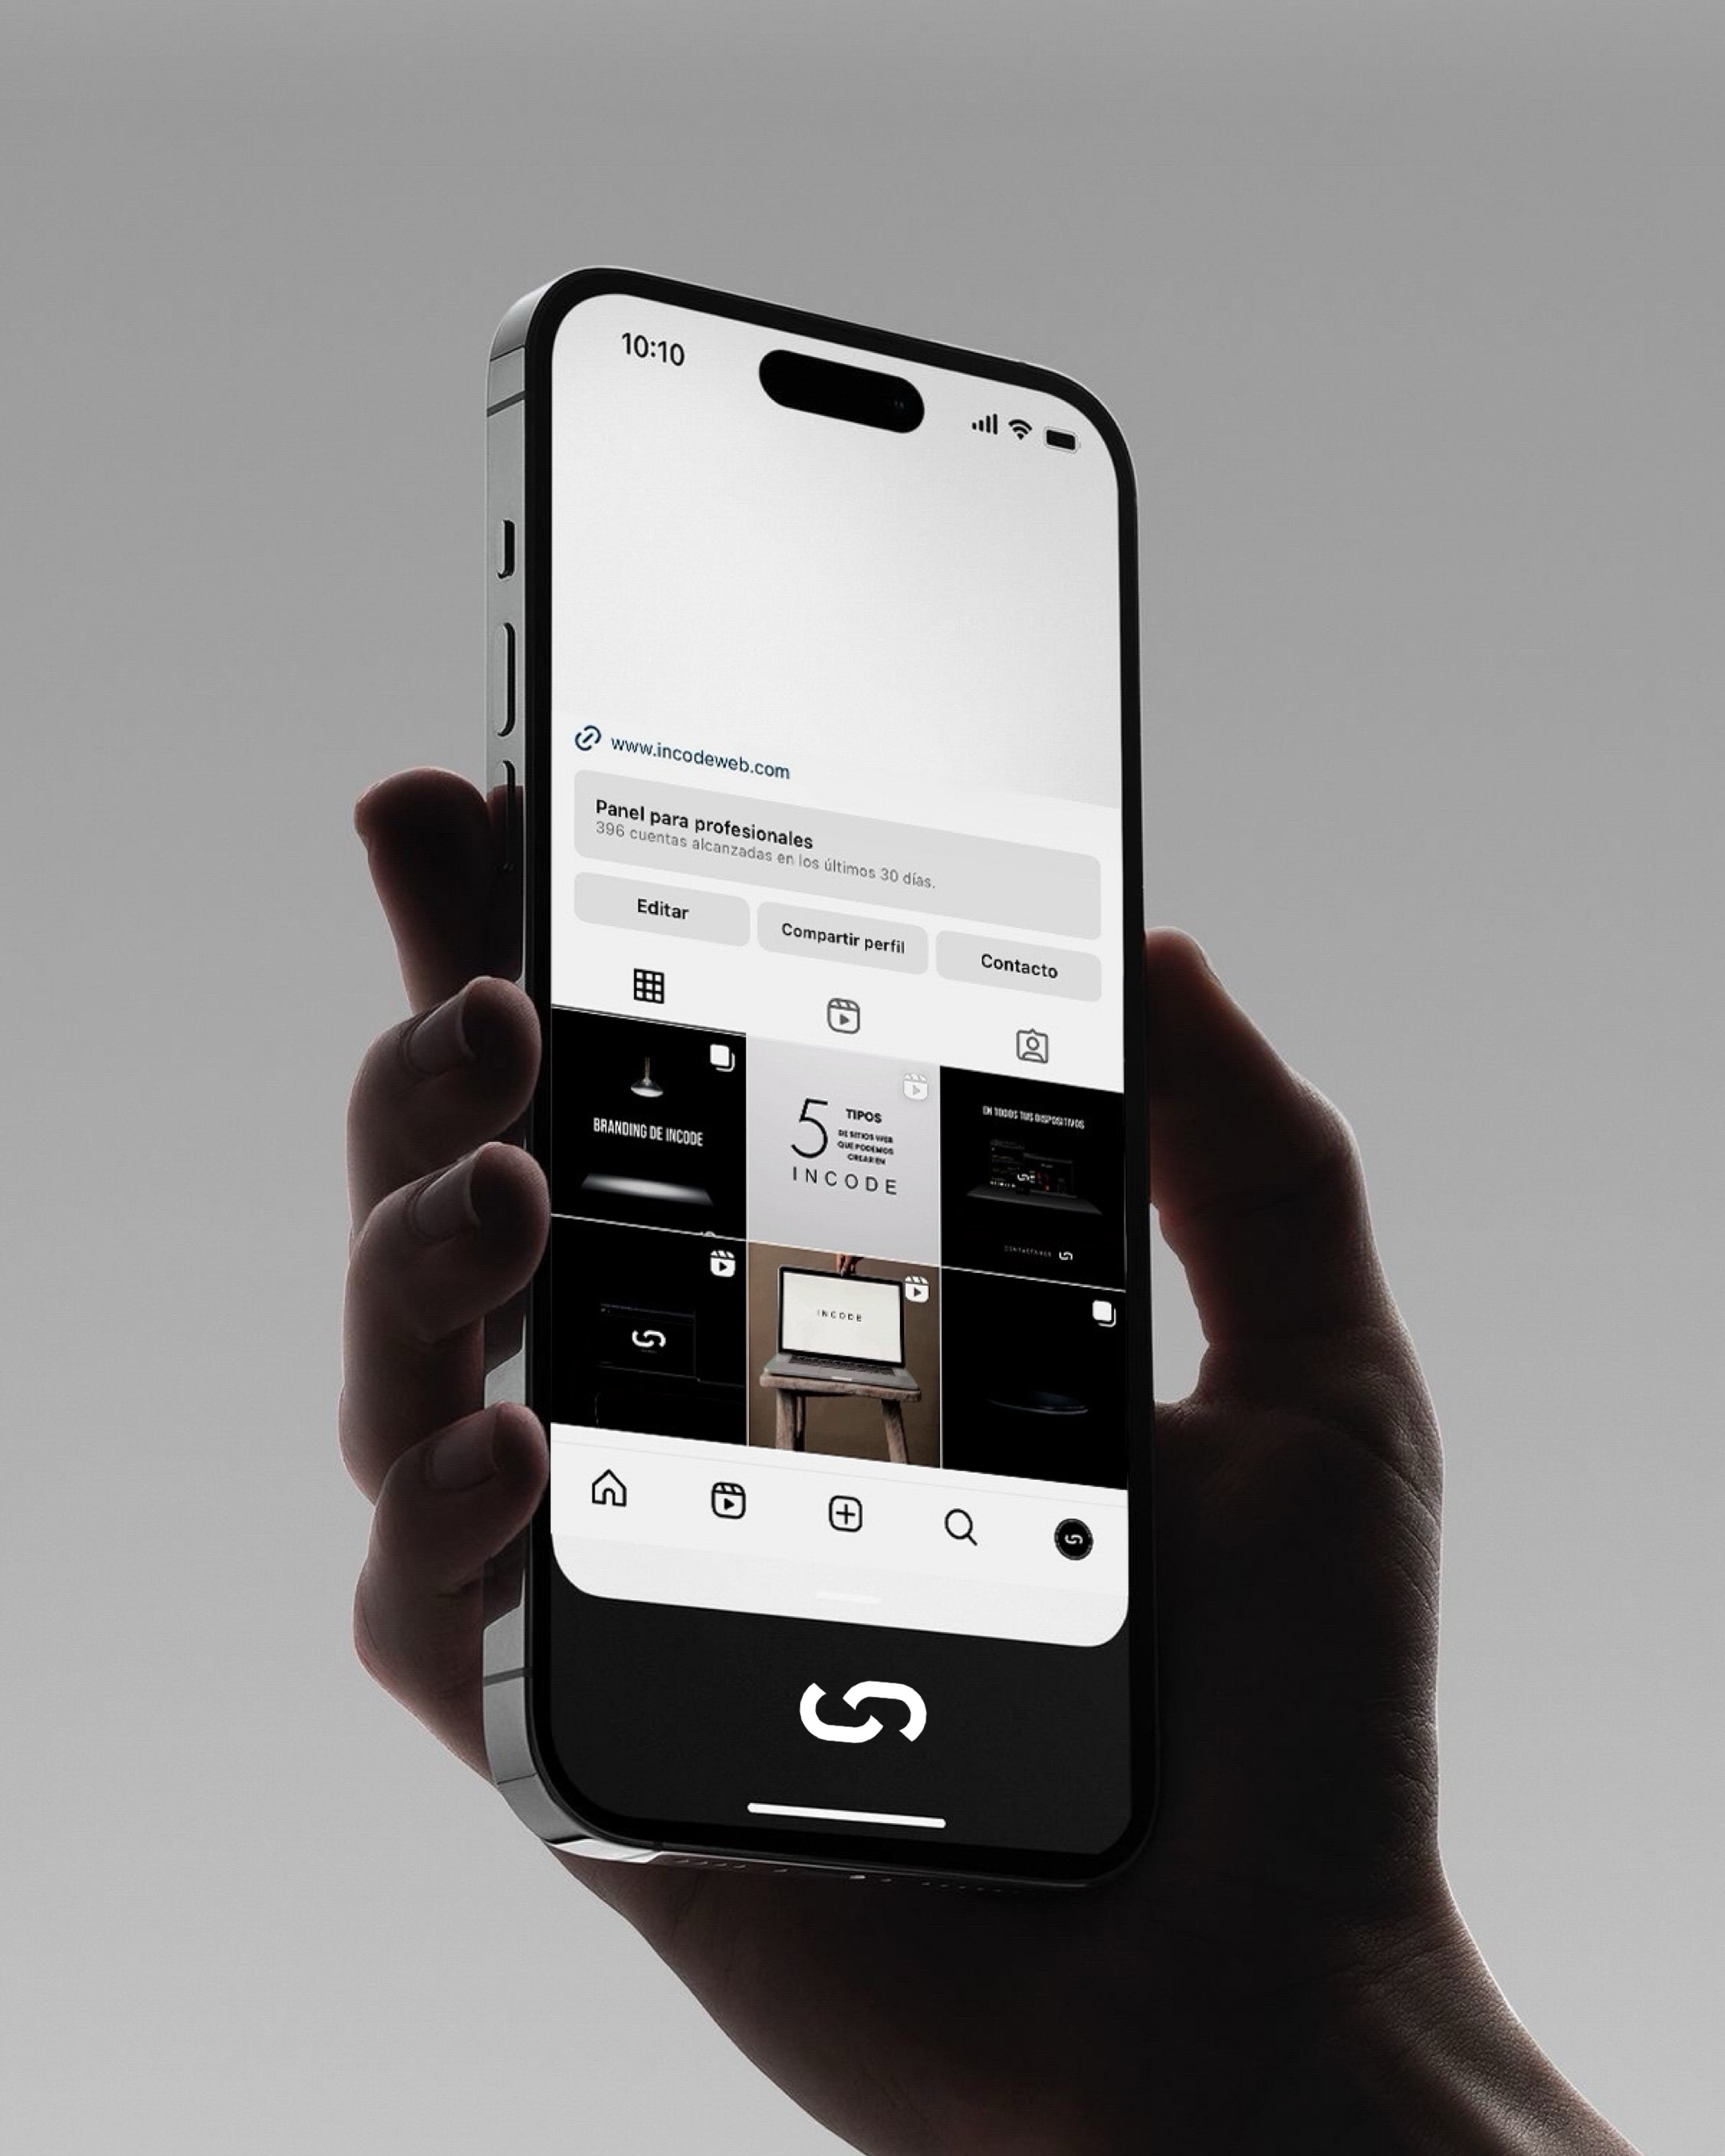 10:10
www.incodeweb.com
Panel para profesionales
396 cuentas alcanzadas en los últimos 30 días.
Editar
Compartir perfil
Contacto
BRANDING DE INCODE
5
TIPOS
DE SITIOS WEB
QUE PODEMOS
CREAR EN
INCODE
EN TODOS TUS DISPOSITIVOS
INCODE